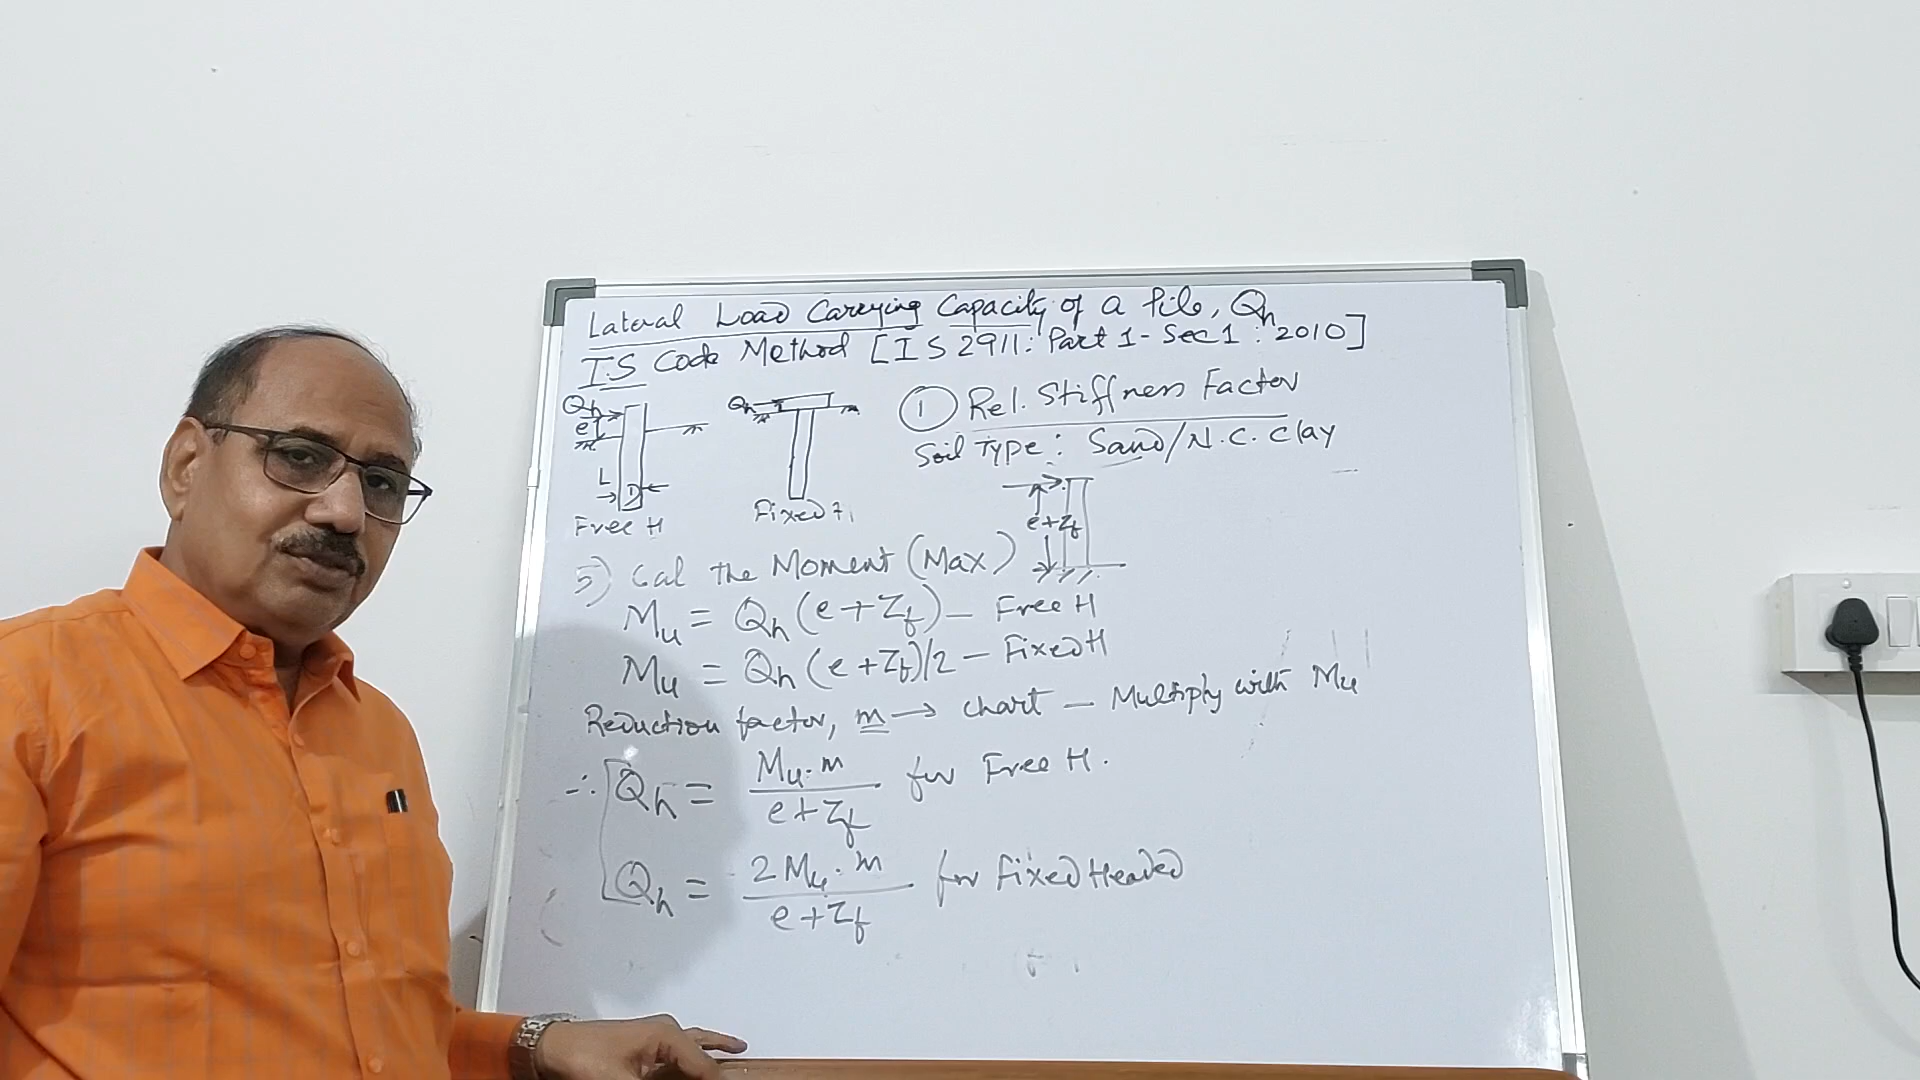 Lateral Load Carrying Capacity of a Pile, Qh
I.S Code Method [IS 2911: Part 1 - Sec 1 : 2010]
Qh
e
L
D
Free H
Qh
Fixed H
① Rel. Stiffness Factor
Soil Type : Sand/N.C. Clay
e+Zf
5) Cal the Moment (Max)
Mu = Qh (e+Zf) — Free H
Mu = Qh (e+Zf)/2 — Fixed H
Reduction factor, m → chart — Multiply with Mu
∴ Qh = Mu.m / e+Zf for Free H.
Qh = 2Mu.m / e+Zf for Fixed Headed